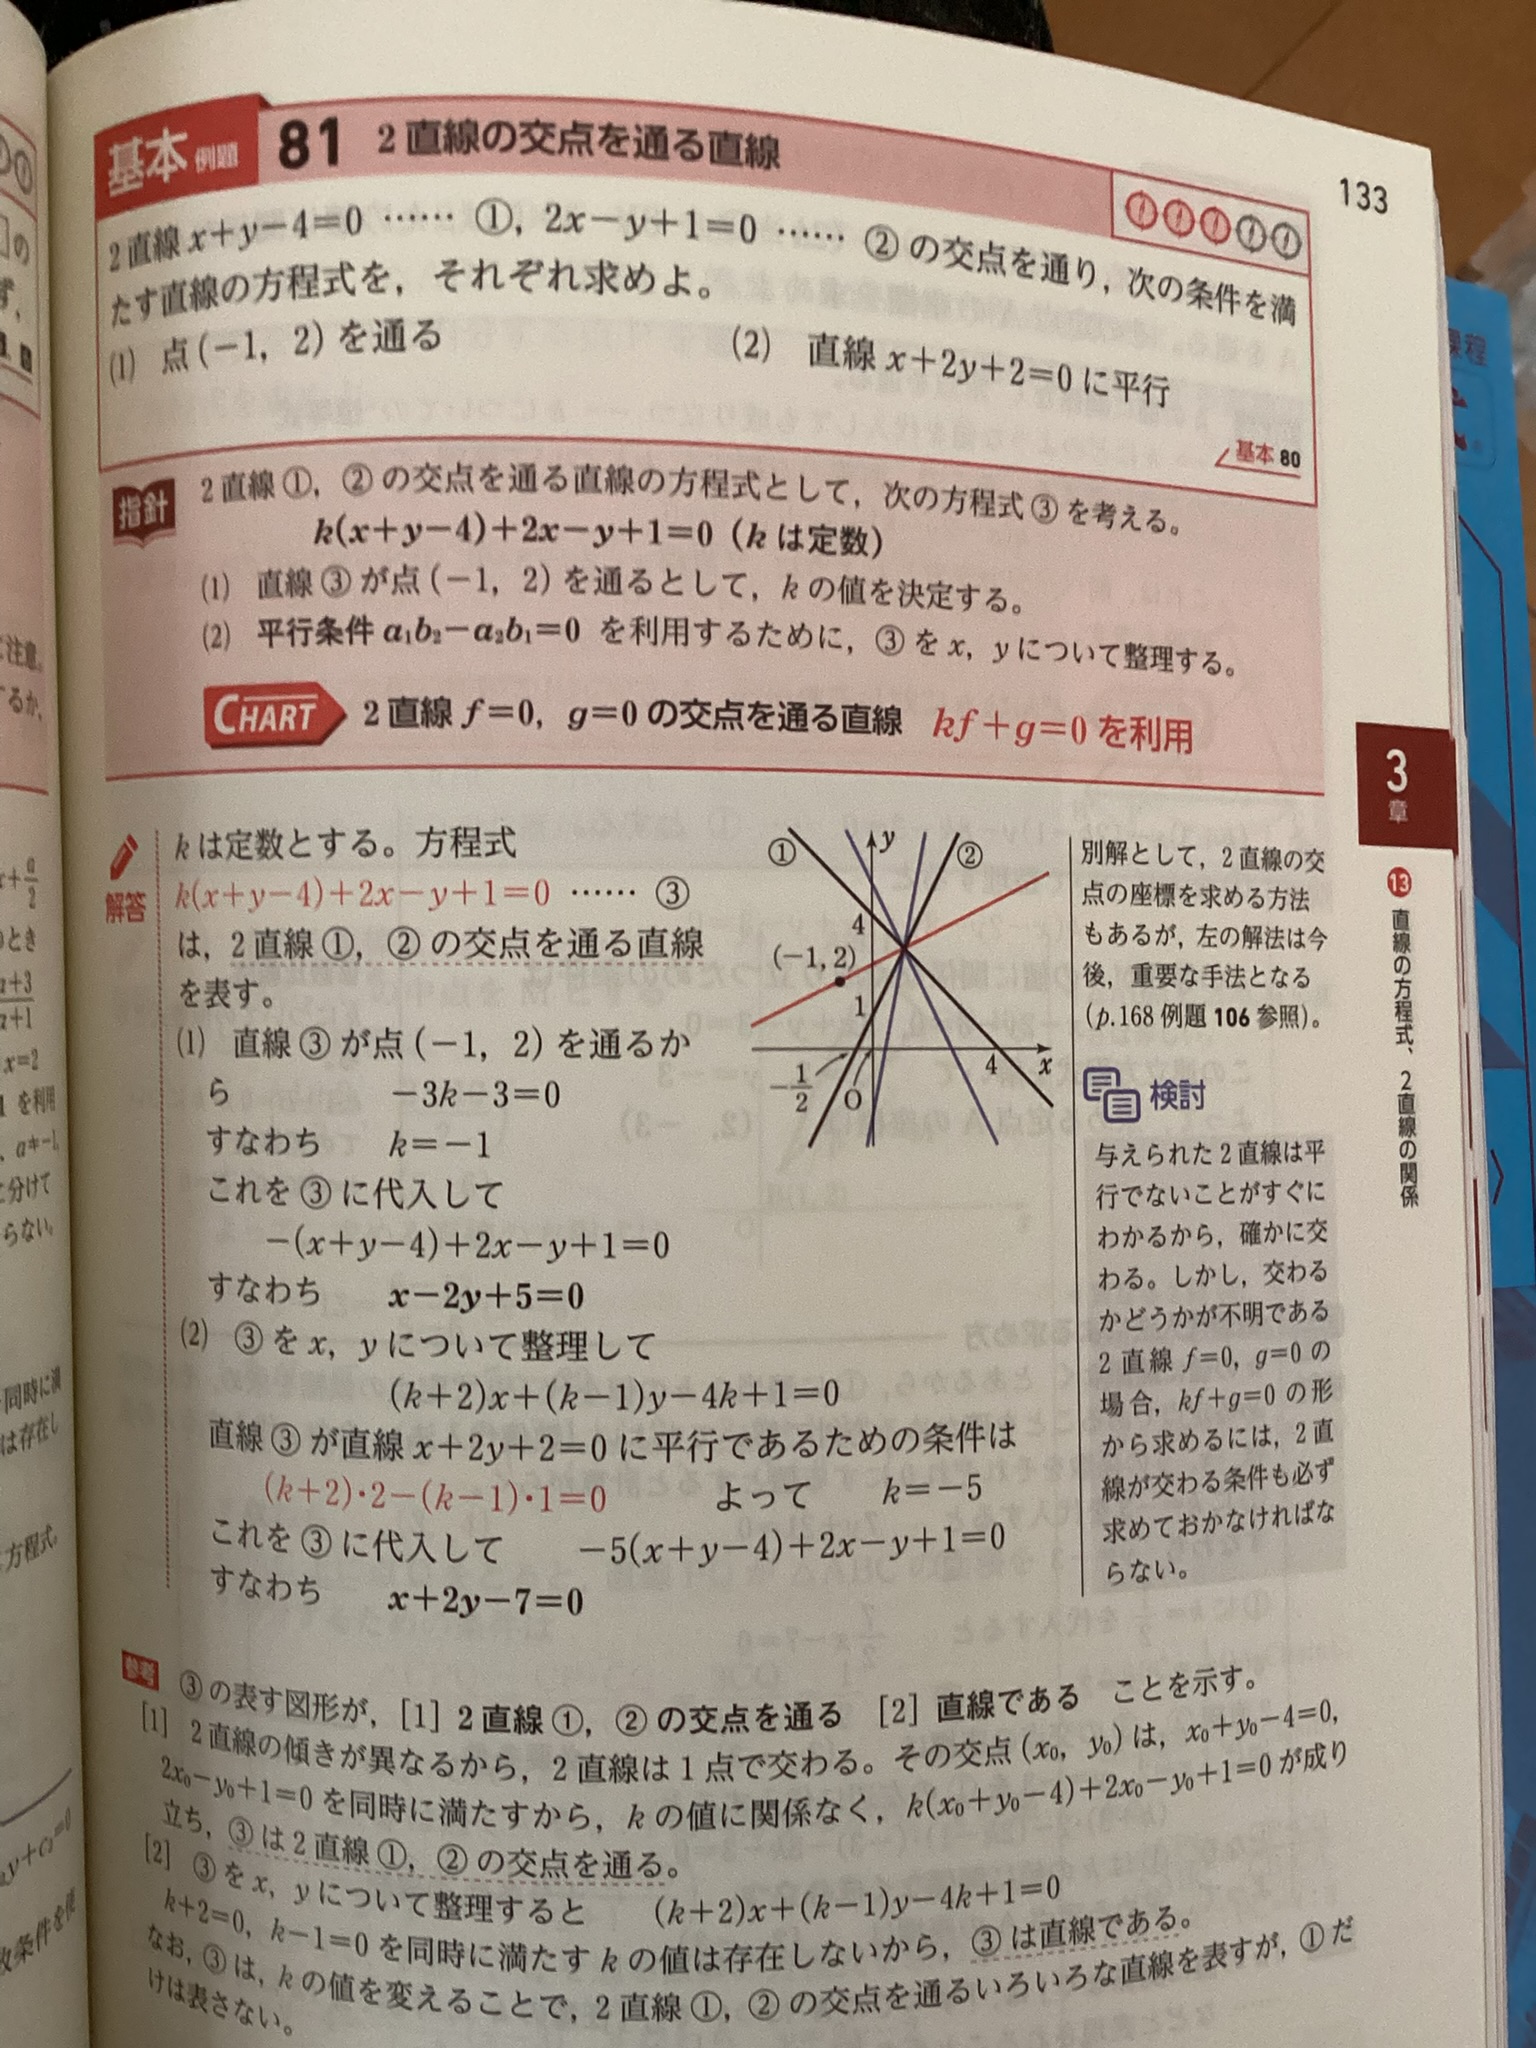 133
基本 例題 81 2直線の交点を通る直線
2直線 x+y−4=0 …… ①, 2x−y+1=0 …… ② の交点を通り, 次の条件を満
たす直線の方程式を, それぞれ求めよ。
(1) 点(−1, 2)を通る (2) 直線 x+2y+2=0 に平行
基本 80
指針 2直線①, ②の交点を通る直線の方程式として, 次の方程式③を考える。
k(x+y−4)+2x−y+1=0 (kは定数)
(1) 直線③が点(−1, 2)を通るとして, kの値を決定する。
(2) 平行条件 a₁b₂−a₂b₁=0 を利用するために, ③をx, yについて整理する。
CHART 2直線 f=0, g=0 の交点を通る直線 kf+g=0 を利用
解答
kは定数とする。方程式
k(x+y−4)+2x−y+1=0 …… ③
は, 2直線①, ②の交点を通る直線
を表す。
(1) 直線③が点(−1, 2)を通るか
ら −3k−3=0
すなわち k=−1
これを③に代入して
−(x+y−4)+2x−y+1=0
すなわち x−2y+5=0
(2) ③をx, yについて整理して
(k+2)x+(k−1)y−4k+1=0
直線③が直線 x+2y+2=0 に平行であるための条件は
(k+2)・2−(k−1)・1=0 よって k=−5
これを③に代入して −5(x+y−4)+2x−y+1=0
すなわち x+2y−7=0
① y ②
4
(−1, 2)
1
−1/2 O 4 x
別解として, 2直線の交
点の座標を求める方法
もあるが, 左の解法は今
後, 重要な手法となる
(p.168 例題 106 参照)。
検討
与えられた2直線は平
行でないことがすぐに
わかるから, 確かに交
わる。しかし, 交わる
かどうかが不明である
2直線 f=0, g=0 の
場合, kf+g=0 の形
から求めるには, 2直
線が交わる条件も必ず
求めておかなければな
らない。
3章
⑬ 直線の方程式、2直線の関係
参考 ③の表す図形が, [1] 2直線①, ②の交点を通る [2] 直線である ことを示す。
[1] 2直線の傾きが異なるから, 2直線は1点で交わる。その交点(x₀, y₀)は, x₀+y₀−4=0,
2x₀−y₀+1=0 を同時に満たすから, kの値に関係なく, k(x₀+y₀−4)+2x₀−y₀+1=0 が成り
立ち, ③は2直線①, ②の交点を通る。
[2] ③をx, yについて整理すると (k+2)x+(k−1)y−4k+1=0
k+2=0, k−1=0 を同時に満たすkの値は存在しないから, ③は直線である。
なお, ③は, kの値を変えることで, 2直線①, ②の交点を通るいろいろな直線を表すが, ①だ
けは表さない。